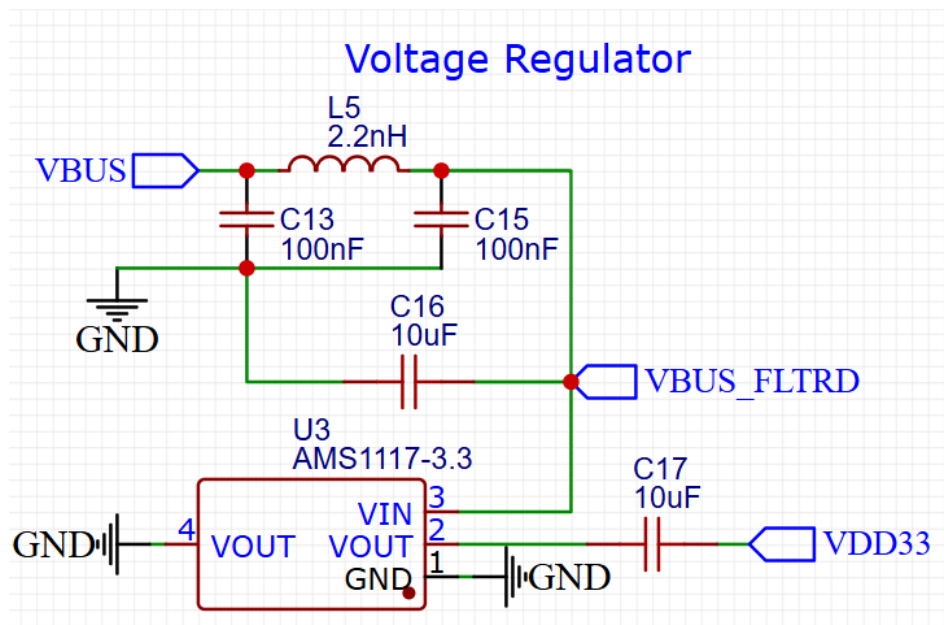 Voltage Regulator
L5
2.2nH
VBUS
C13
100nF
C15
100nF
GND
C16
10uF
VBUS_FLTRD
U3
AMS1117-3.3
C17
10uF
GND
4
VOUT
VIN
3
VOUT
2
GND
1
GND
VDD33